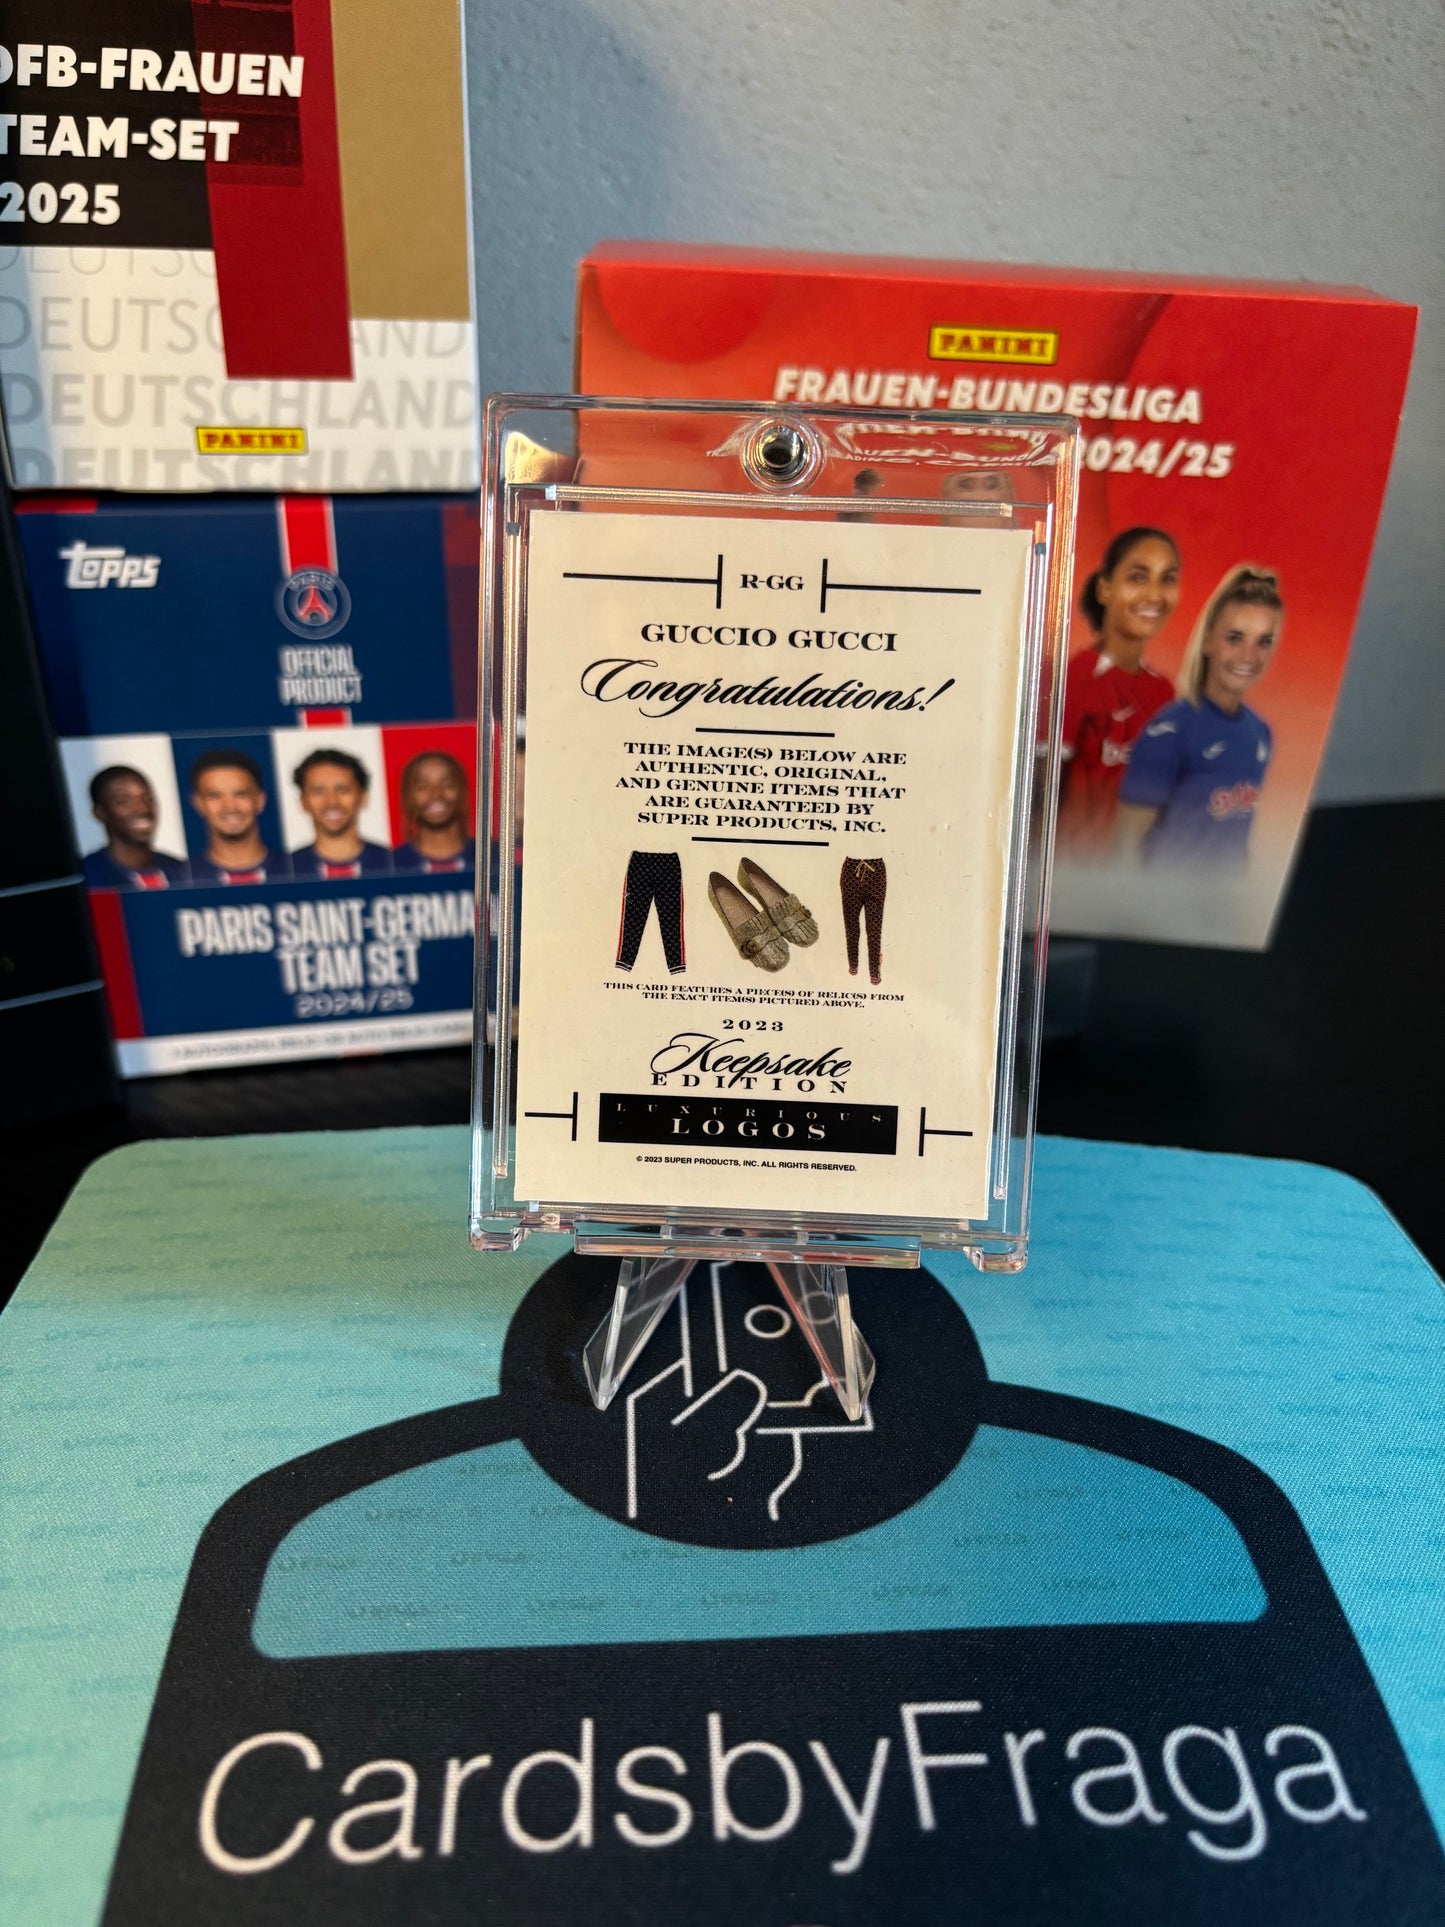 DFB-FRAUEN
TEAM-SET
2025
DEUTSCHLAND
DEUTSCHLAND
PANINI
PANINI
FRAUEN-BUNDESLIGA
2024/25
TOPPS
PARIS
OFFICIAL
PRODUCT
PARIS SAINT-GERMA
TEAM SET
2024/25
R-GG
GUCCIO GUCCI
Congratulations!
THE IMAGE(S) BELOW ARE
AUTHENTIC, ORIGINAL,
AND GENUINE ITEMS THAT
ARE GUARANTEED BY
SUPER PRODUCTS, INC.
THIS CARD FEATURES A PIECE(S) OF RELIC(S) FROM
THE EXACT ITEM(S) PICTURED ABOVE.
2023
Keepsake
EDITION
LUXURIOUS
LOGOS
© 2023 SUPER PRODUCTS, INC. ALL RIGHTS RESERVED.
CardsbyFraga